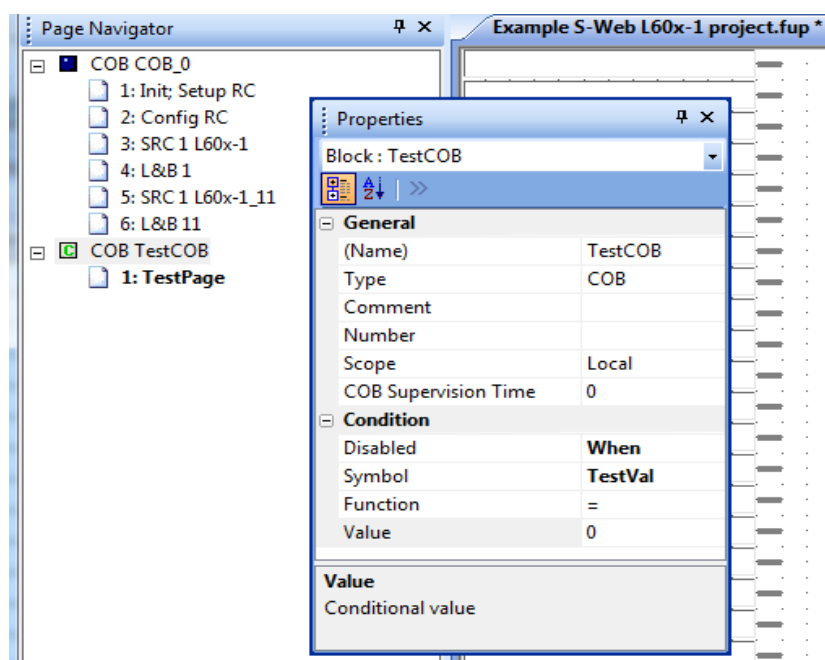 Page Navigator
Example S-Web L60x-1 project.fup *
COB COB_0
1: Init; Setup RC
2: Config RC
3: SRC 1 L60x-1
4: L&B 1
5: SRC 1 L60x-1_11
6: L&B 11
C COB TestCOB
1: TestPage
Properties
Block : TestCOB
General
(Name) TestCOB
Type COB
Comment
Number
Scope Local
COB Supervision Time 0
Condition
Disabled When
Symbol TestVal
Function =
Value 0
Value
Conditional value